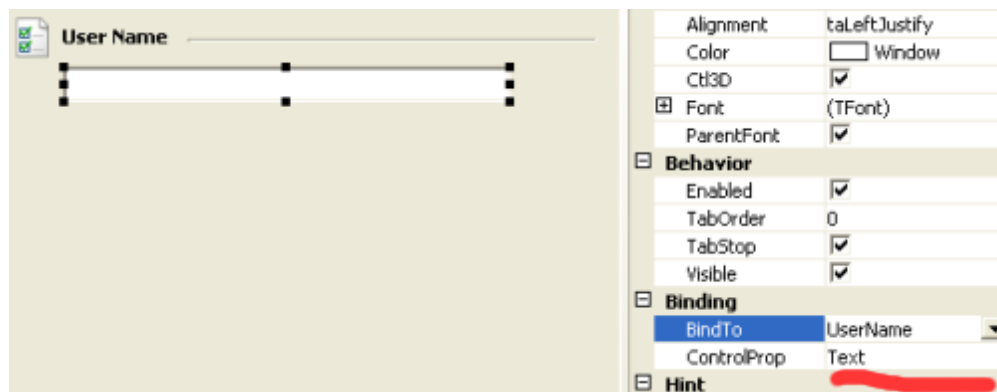 User Name
Alignment taLeftJustify
Color Window
Ctl3D
Font (TFont)
ParentFont
Behavior
Enabled
TabOrder 0
TabStop
Visible
Binding
BindTo UserName
ControlProp Text
Hint